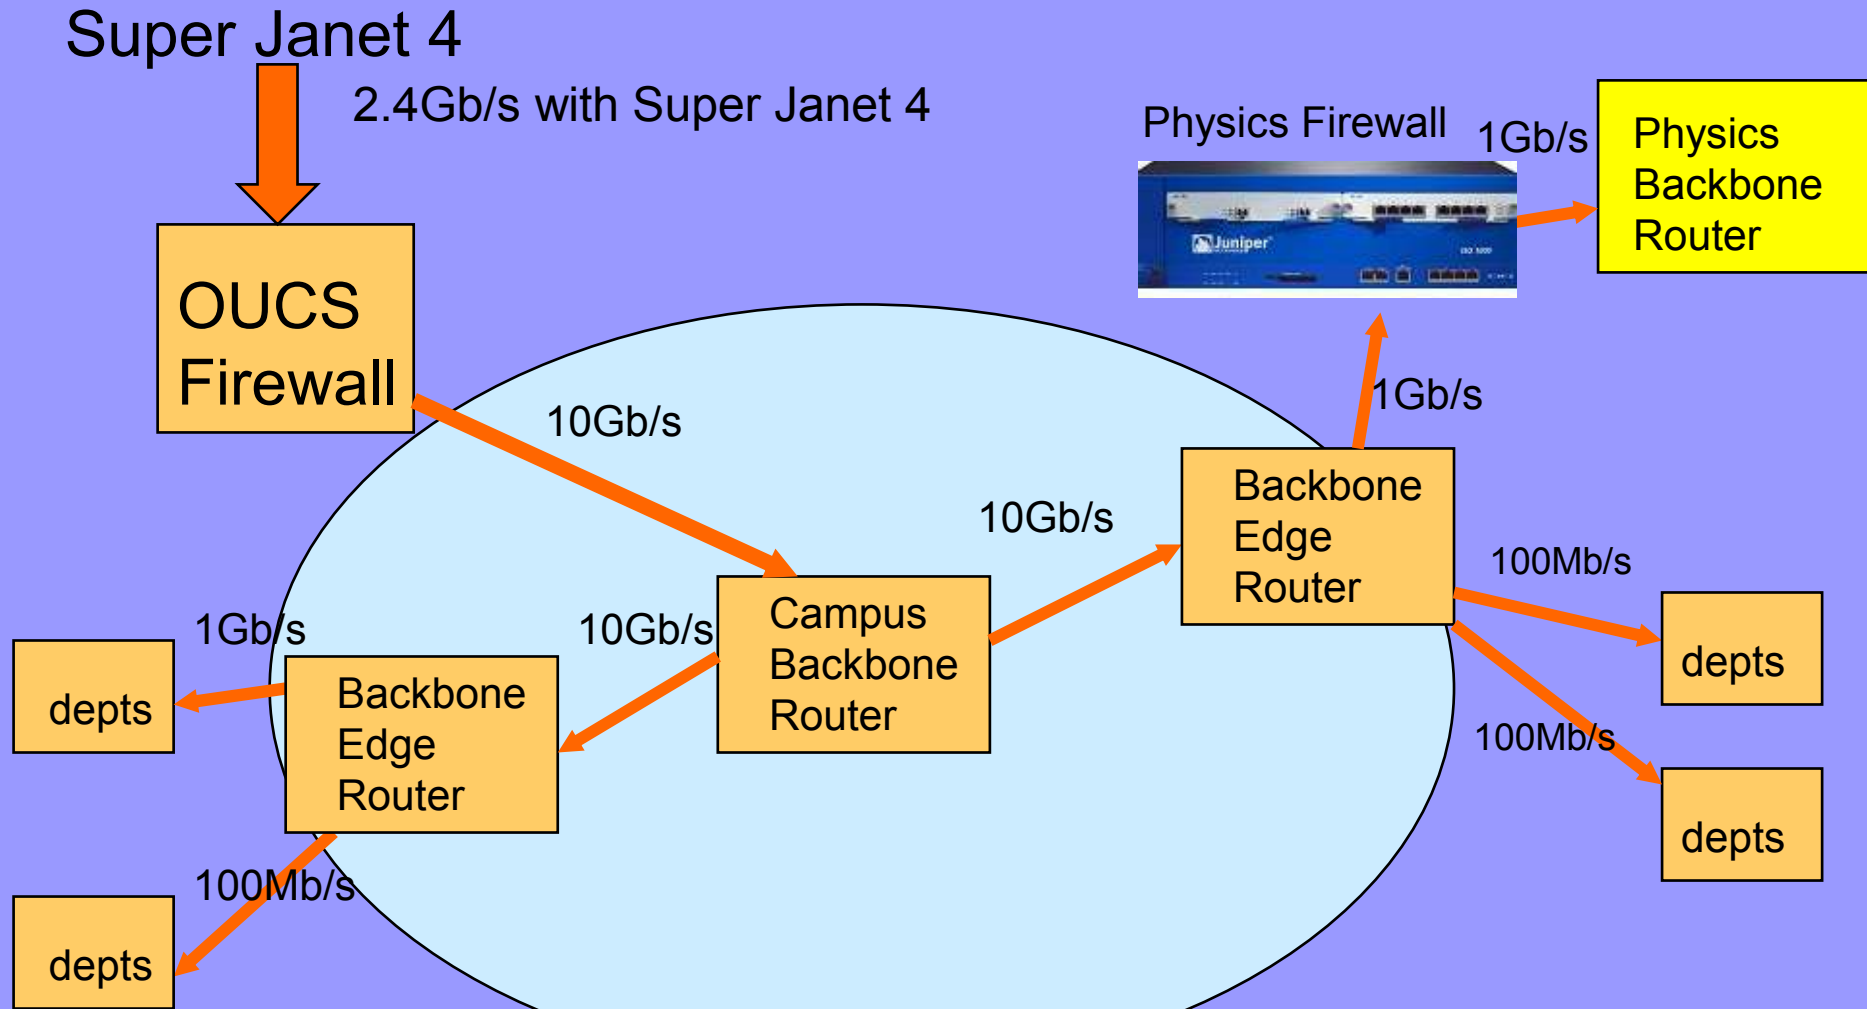 Super Janet 4
2.4Gb/s with Super Janet 4
Physics Firewall
1Gb/s
Physics
Backbone
Router
Juniper
OUCS
Firewall
10Gb/s
1Gb/s
Backbone
Edge
Router
10Gb/s
100Mb/s
depts
100Mb/s
depts
Campus
Backbone
Router
10Gb/s
1Gb/s
depts
Backbone
Edge
Router
100Mb/s
depts